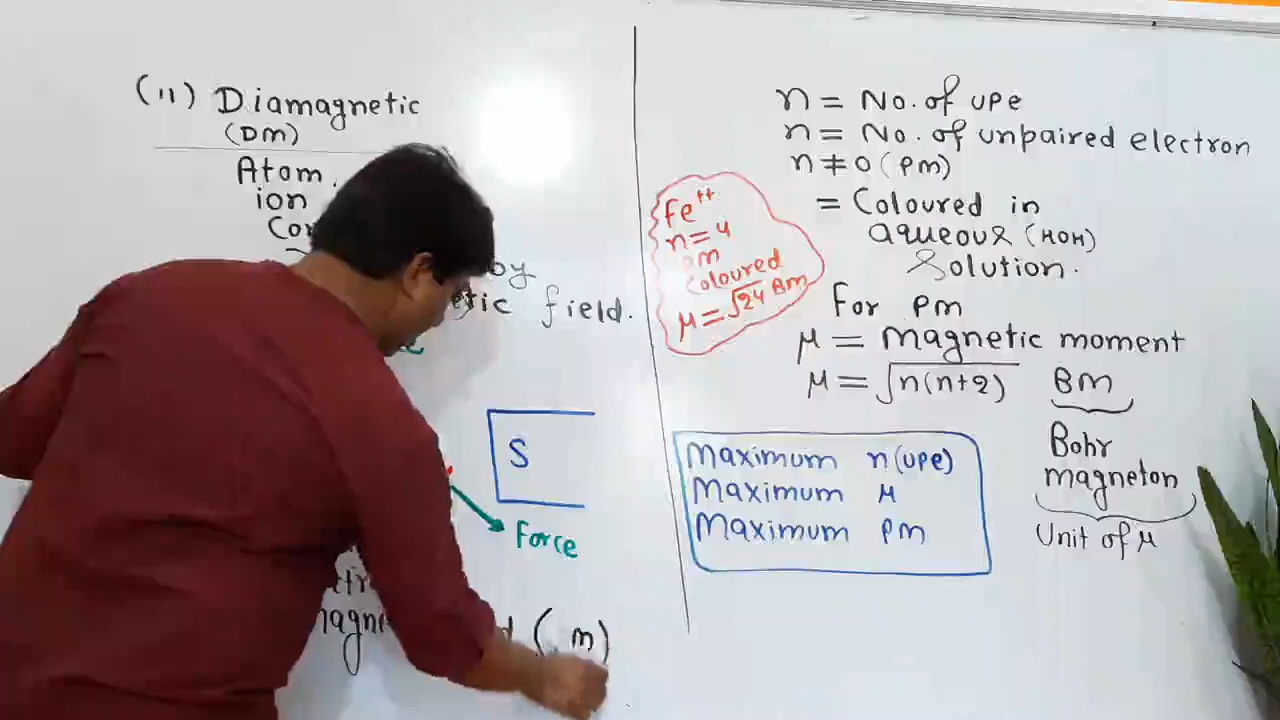 (11) Diamagnetic
(DM)
Atom,
ion
by
field.
S
Force
( m)
n = No. of upe
n = No. of unpaired electron
n ≠ 0 (PM)
= Coloured in
aqueous (HOH)
Solution.
For PM
μ = Magnetic moment
μ = √n(n+2) BM
Bohr
magneton
Unit of μ
Fe++
n=4
Coloured
μ=√24 BM
Maximum n(upe)
Maximum μ
Maximum PM